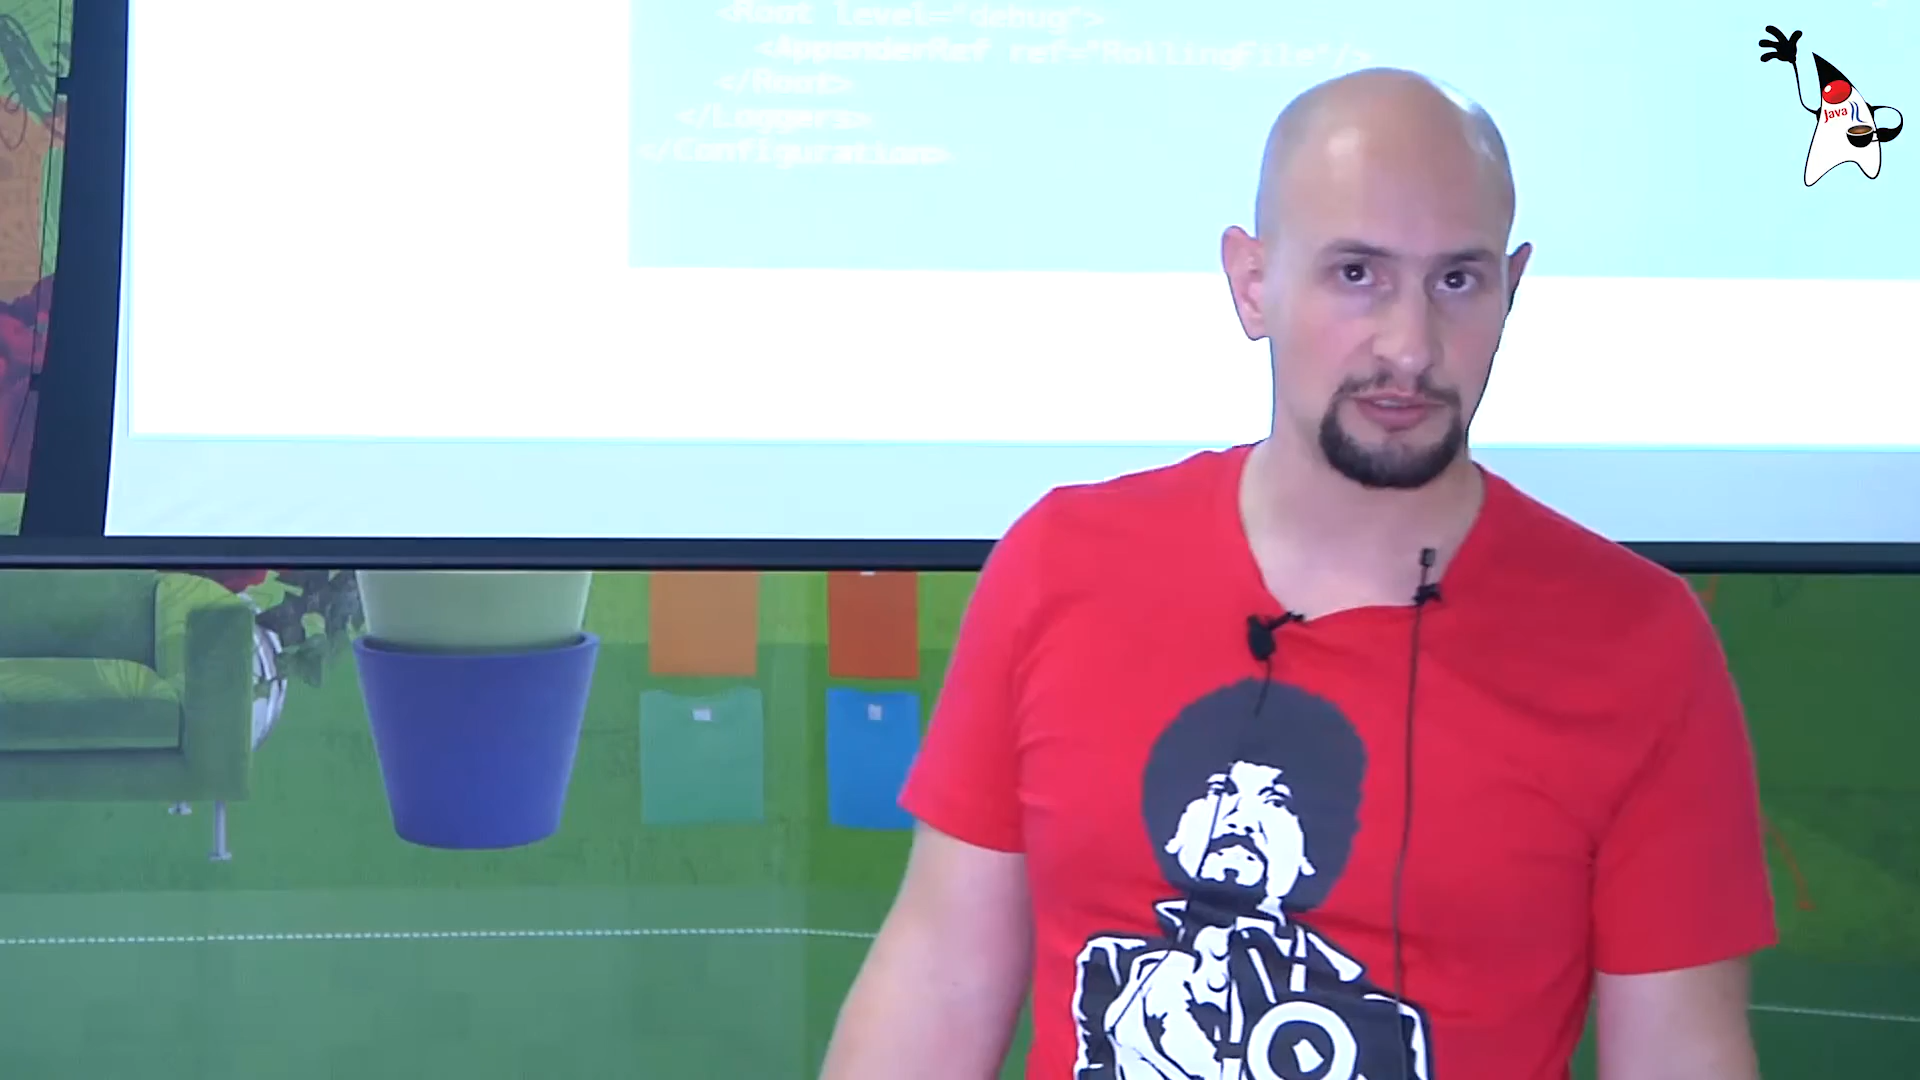 <Root level="debug">
<AppenderRef ref="RollingFile"/>
</Root>
</Loggers>
</Configuration>
Java